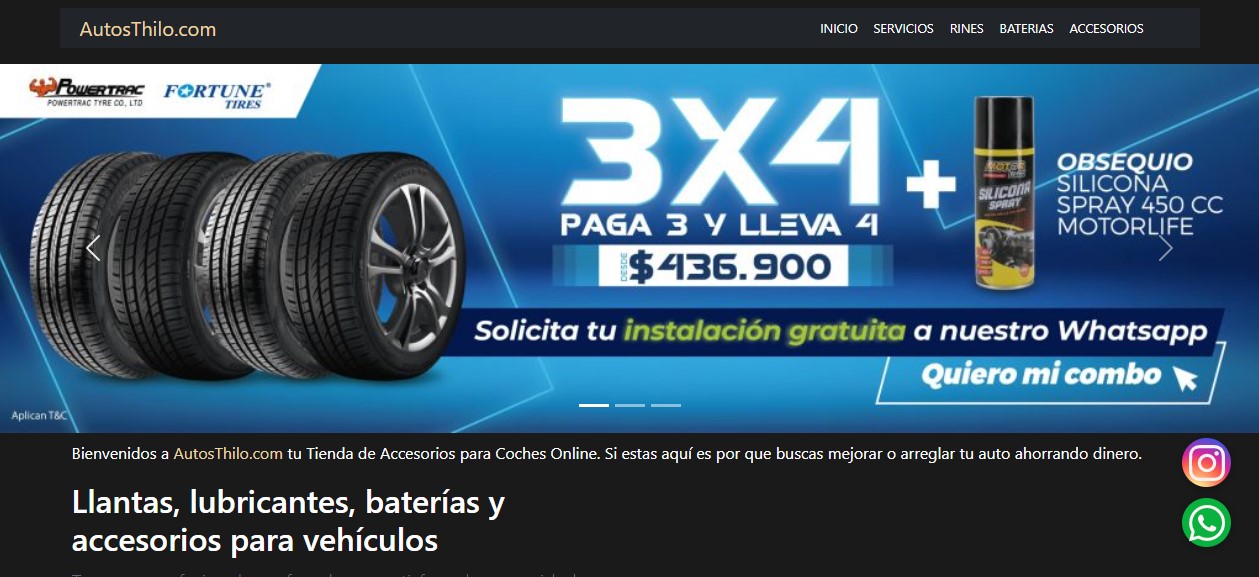 AutosThilo.com
INICIO SERVICIOS RINES BATERIAS ACCESORIOS
POWERTRAC
POWERTRAC TYRE CO., LTD
FORTUNE®
TIRES
3X4
PAGA 3 Y LLEVA 4
DESDE $436.900
+
SILICONA
SPRAY
OBSEQUIO
SILICONA
SPRAY 450 CC
MOTORLIFE
Solicita tu instalación gratuita a nuestro Whatsapp
Quiero mi combo
Aplican T&C
Bienvenidos a AutosThilo.com tu Tienda de Accesorios para Coches Online. Si estas aquí es por que buscas mejorar o arreglar tu auto ahorrando dinero.
Llantas, lubricantes, baterías y
accesorios para vehículos